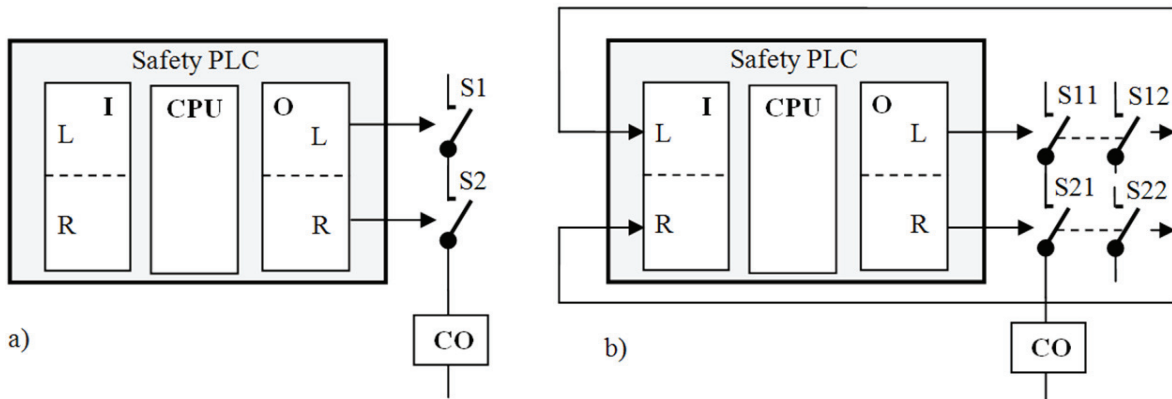 Safety PLC
I
CPU
O
L
L
R
R
S1
S2
CO
a)
Safety PLC
I
CPU
O
L
L
R
R
S11
S12
S21
S22
CO
b)